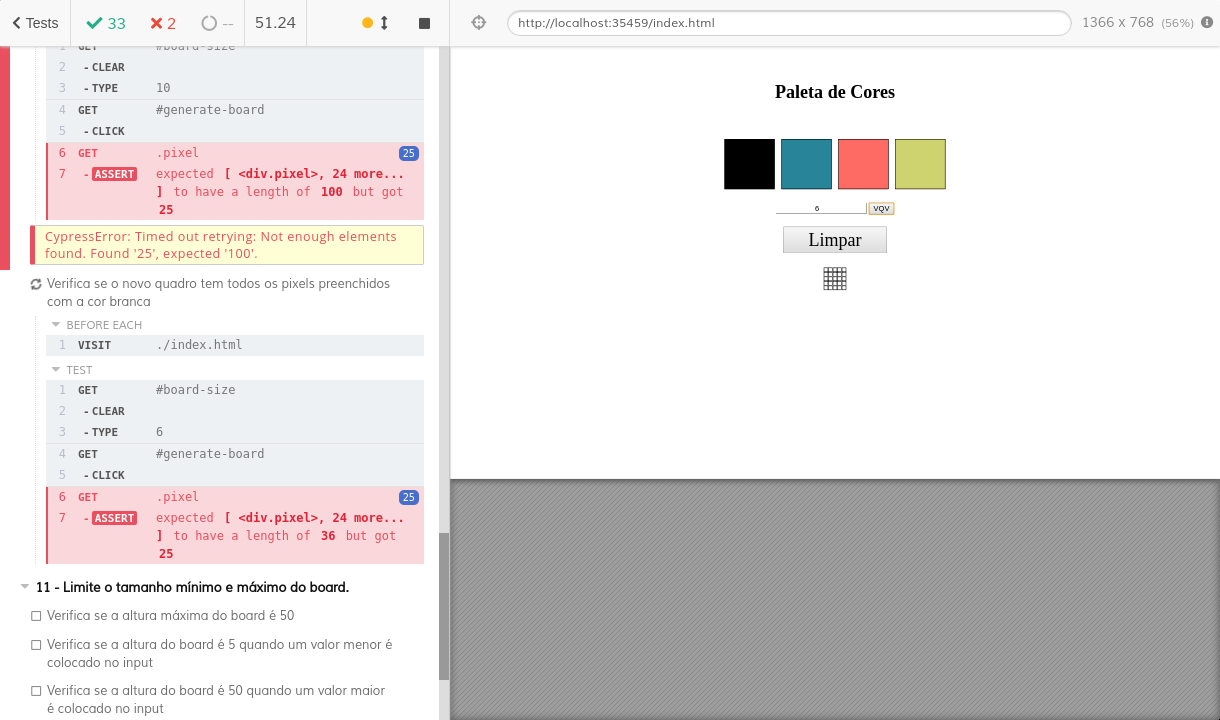 Tests 33 2 -- 51.24
http://localhost:35459/index.html 1366 x 768 (56%)
1 GET #board-size
2 -CLEAR
3 -TYPE 10
4 GET #generate-board
5 -CLICK
6 GET .pixel 25
7 -ASSERT expected [ <div.pixel>, 24 more...
] to have a length of 100 but got
25
CypressError: Timed out retrying: Not enough elements
found. Found '25', expected '100'.
Verifica se o novo quadro tem todos os pixels preenchidos
com a cor branca
BEFORE EACH
1 VISIT ./index.html
TEST
1 GET #board-size
2 -CLEAR
3 -TYPE 6
4 GET #generate-board
5 -CLICK
6 GET .pixel 25
7 -ASSERT expected [ <div.pixel>, 24 more...
] to have a length of 36 but got
25
11 - Limite o tamanho mínimo e máximo do board.
Verifica se a altura máxima do board é 50
Verifica se a altura do board é 5 quando um valor menor é
colocado no input
Verifica se a altura do board é 50 quando um valor maior
é colocado no input
Paleta de Cores
6 VQV
Limpar